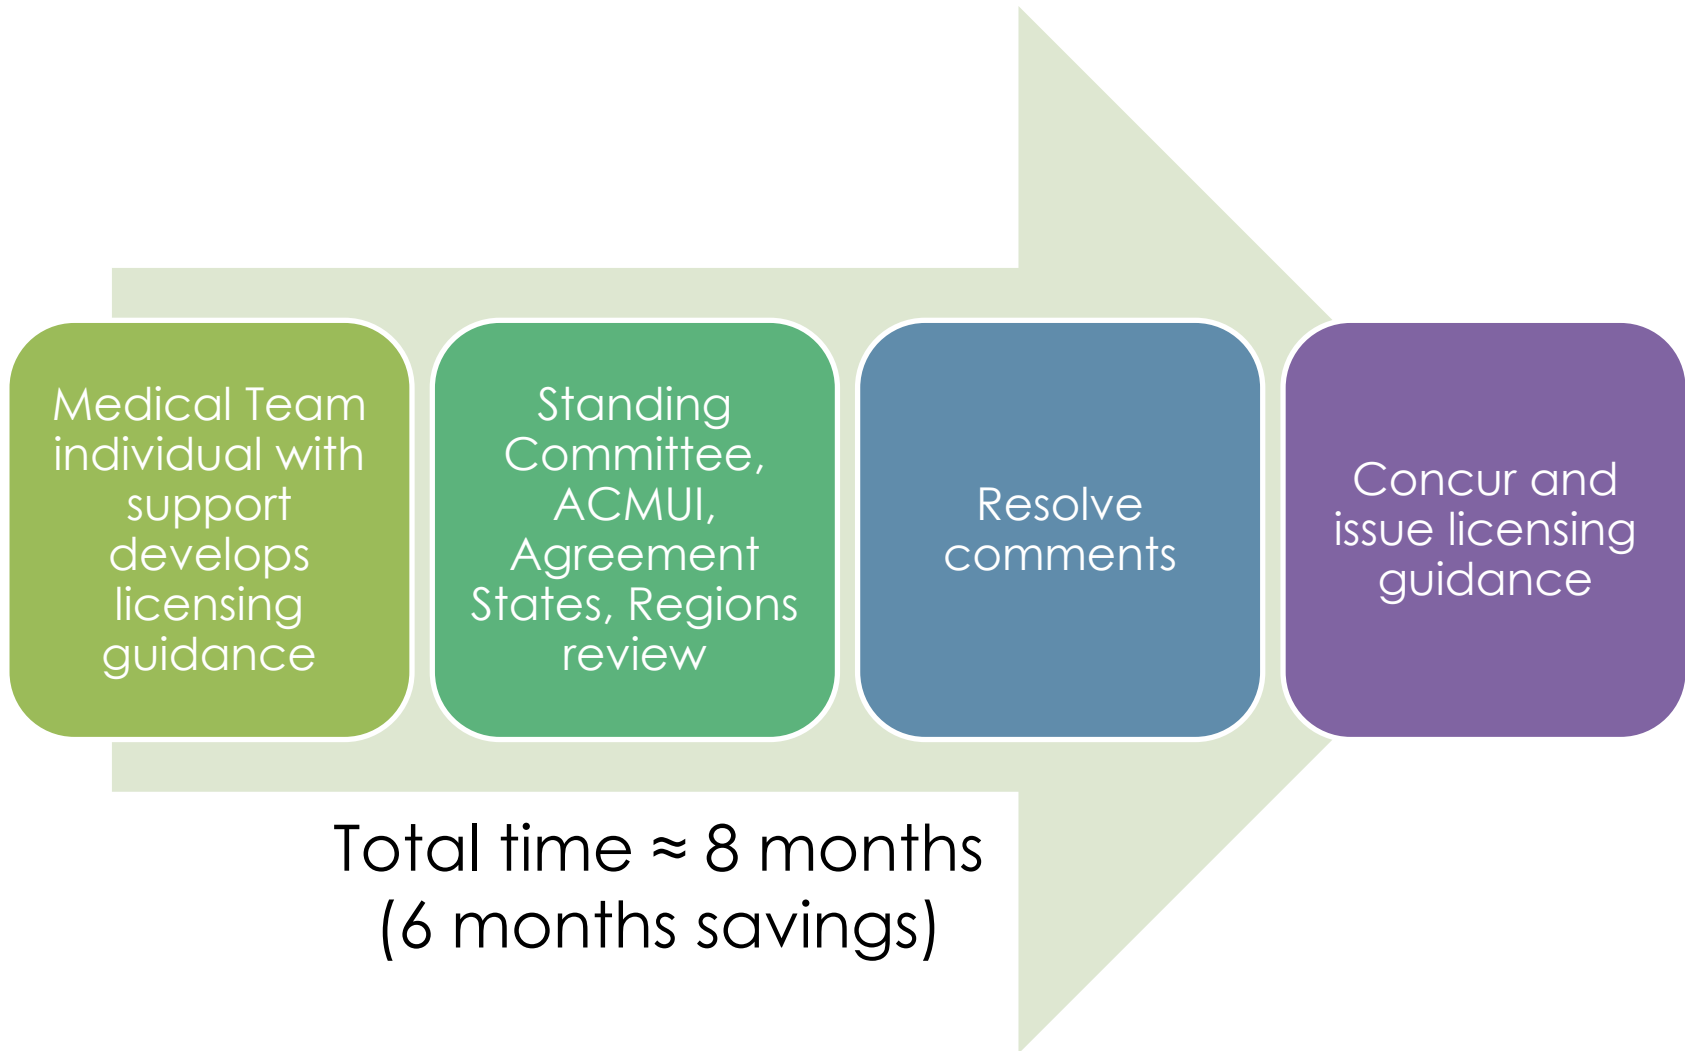 Medical Team
individual with
support
develops
licensing
guidance
Standing
Committee,
ACMUI,
Agreement
States, Regions
review
Resolve
comments
Concur and
issue licensing
guidance
Total time ≈ 8 months
(6 months savings)